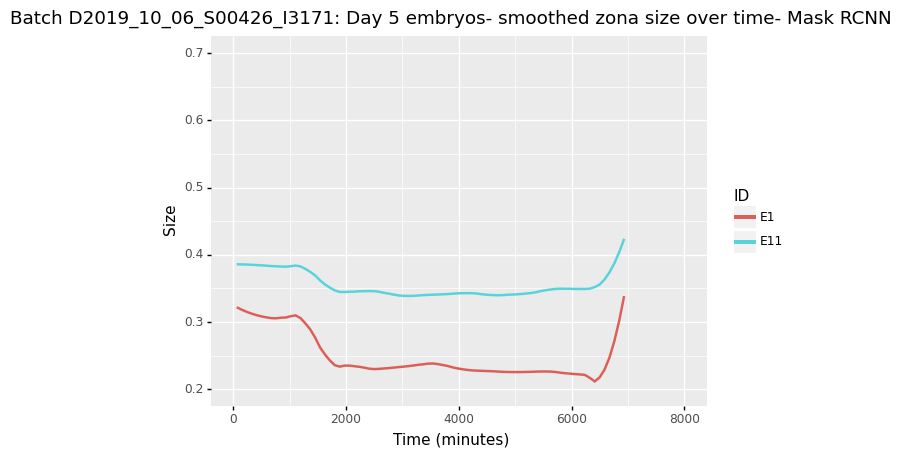 Batch D2019_10_06_S00426_I3171: Day 5 embryos- smoothed zona size over time- Mask RCNN
0.7
0.6
0.5
0.4
0.3
0.2
Size
0 2000 4000 6000 8000
Time (minutes)
ID
E1
E11